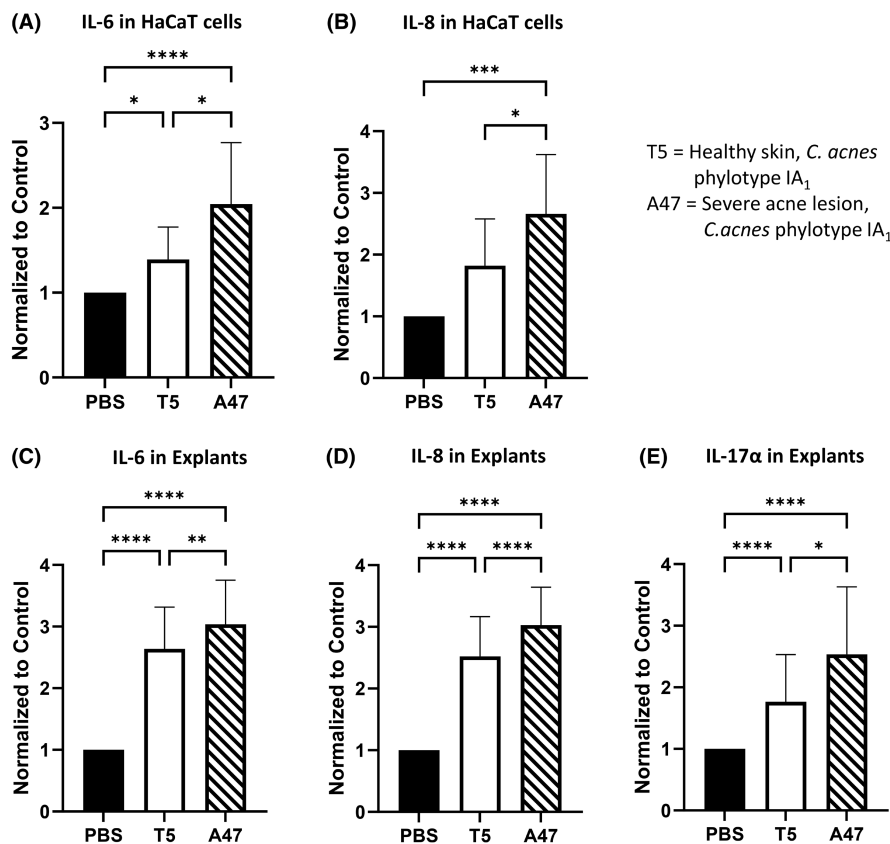 (A) IL-6 in HaCaT cells
****
* *
Normalized to Control
3
2
1
0
PBS T5 A47
(B) IL-8 in HaCaT cells
***
*
Normalized to Control
4
3
2
1
0
PBS T5 A47
T5 = Healthy skin, C. acnes
phylotype IA₁
A47 = Severe acne lesion,
C.acnes phylotype IA₁
(C) IL-6 in Explants
****
**** **
Normalized to Control
4
3
2
1
0
PBS T5 A47
(D) IL-8 in Explants
****
**** ****
Normalized to Control
4
3
2
1
0
PBS T5 A47
(E) IL-17α in Explants
****
**** *
Normalized to Control
4
3
2
1
0
PBS T5 A47